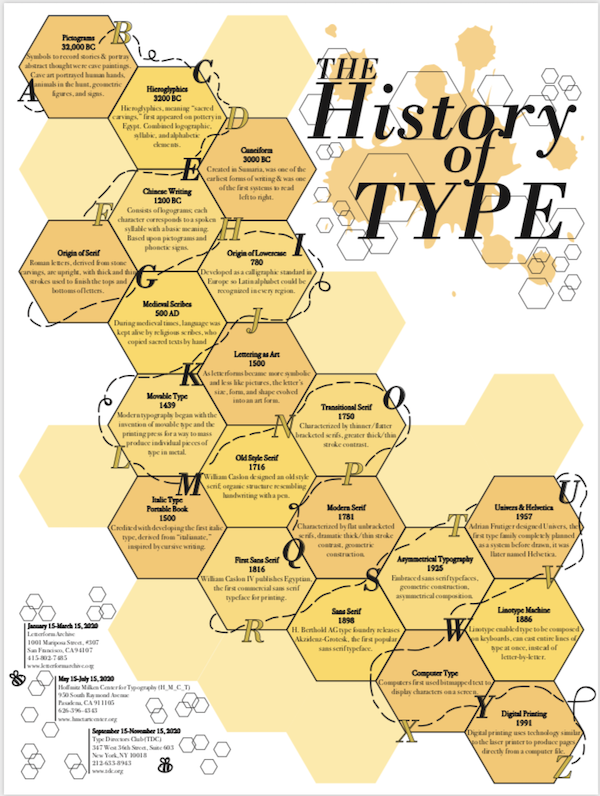 THE
History
of
TYPE
A
B
Pictograms
32,000 BC
Symbols to record stories & portray
abstract thought were cave paintings.
Cave art portrayed human hands,
animals in the hunt, geometric
figures, and signs.
C
Hieroglyphics
3200 BC
Hieroglyphics, meaning "sacred
carvings," first appeared on pottery in
Egypt. Combined logographic,
syllabic, and alphabetic
elements.
D
Cuneiform
3000 BC
Created in Sumaria, was one of the
earliest forms of writing & was one
of the first systems to read
left to right.
E
Chinese Writing
1200 BC
Consists of logograms; each
character corresponds to a spoken
syllable with a basic meaning.
Based upon pictograms and
phonetic signs.
F
Origin of Serif
Roman letters, derived from stone
carvings, are upright, with thick and thin
strokes used to finish the tops and
bottoms of letters.
G
H
I
Origin of Lowercase
780
Developed as a calligraphic standard in
Europe so Latin alphabet could be
recognized in every region.
Medieval Scribes
500 AD
During medieval times, language was
kept alive by religious scribes, who
copied sacred texts by hand
J
Lettering as Art
1500
As letterforms became more symbolic
and less like pictures, the letter's
size, form, and shape evolved
into an art form.
K
Movable Type
1439
Modern typography began with the
invention of movable type and the
printing press for a way to mass
produce individual pieces of
type in metal.
L
M
N
O
Transitional Serif
1750
Characterized by thinner/flatter
bracketed serifs, greater thick/thin
stroke contrast.
Old Style Serif
1716
William Caslon designed an old style
serif, organic structure resembling
handwriting with a pen.
P
Italic Type
Portable Book
1500
Credited with developing the first italic
type, derived from "italianate,"
inspired by cursive writing.
Modern Serif
1781
Characterized by flat unbracketed
serifs, dramatic thick/thin stroke
contrast, geometric
construction.
Q
First Sans Serif
1816
William Caslon IV publishes Egyptian,
the first commercial sans serif
typeface for printing.
R
Sans Serif
1898
H. Berthold AG type foundry releases
Akzidenz-Grotesk, the first popular
sans serif typeface.
S
Asymmetrical Typography
1925
Embraced sans serif typefaces,
geometric construction,
asymmetrical composition.
T
U
Univers & Helvetica
1957
Adrian Frutiger designed Univers, the
first type family completely planned
as a system before drawn, it was
llater named Helvetica.
V
Linotype Machine
1886
Linotype enabled type to be composed
on keyboards, can cast entire lines
of type at once, instead of
letter-by-letter.
W
Computer Type
Computers first used bitmapped text to
display characters on a screen.
X
Y
Digital Printing
1991
Digital printing uses technology similar
to the laser printer to produce pages
directly from a computer file.
Z
January 15-March 15, 2020
Letterform Archive
1001 Mariposa Street, #307
San Francisco, CA 94107
415-802-7485
www.letterformarchive.org
May 15-July 15, 2020
Hoffmitz Milken Center for Typography (H_M_C_T)
950 South Raymond Avenue
Pasadena, CA 91105
626-396-4343
www.hmctartcenter.org
September 15-November 15, 2020
Type Directors Club (TDC)
347 West 36th Street, Suite 603
New York, NY 10018
212-633-8943
www.tdc.org